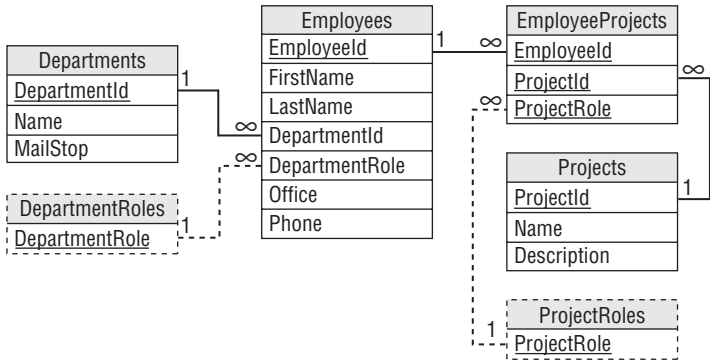 Departments
DepartmentId
Name
MailStop
DepartmentRoles
DepartmentRole
Employees
EmployeeId
FirstName
LastName
DepartmentId
DepartmentRole
Office
Phone
EmployeeProjects
EmployeeId
ProjectId
ProjectRole
Projects
ProjectId
Name
Description
ProjectRoles
ProjectRole
1
∞
1
∞
1
∞
1
∞
1
∞